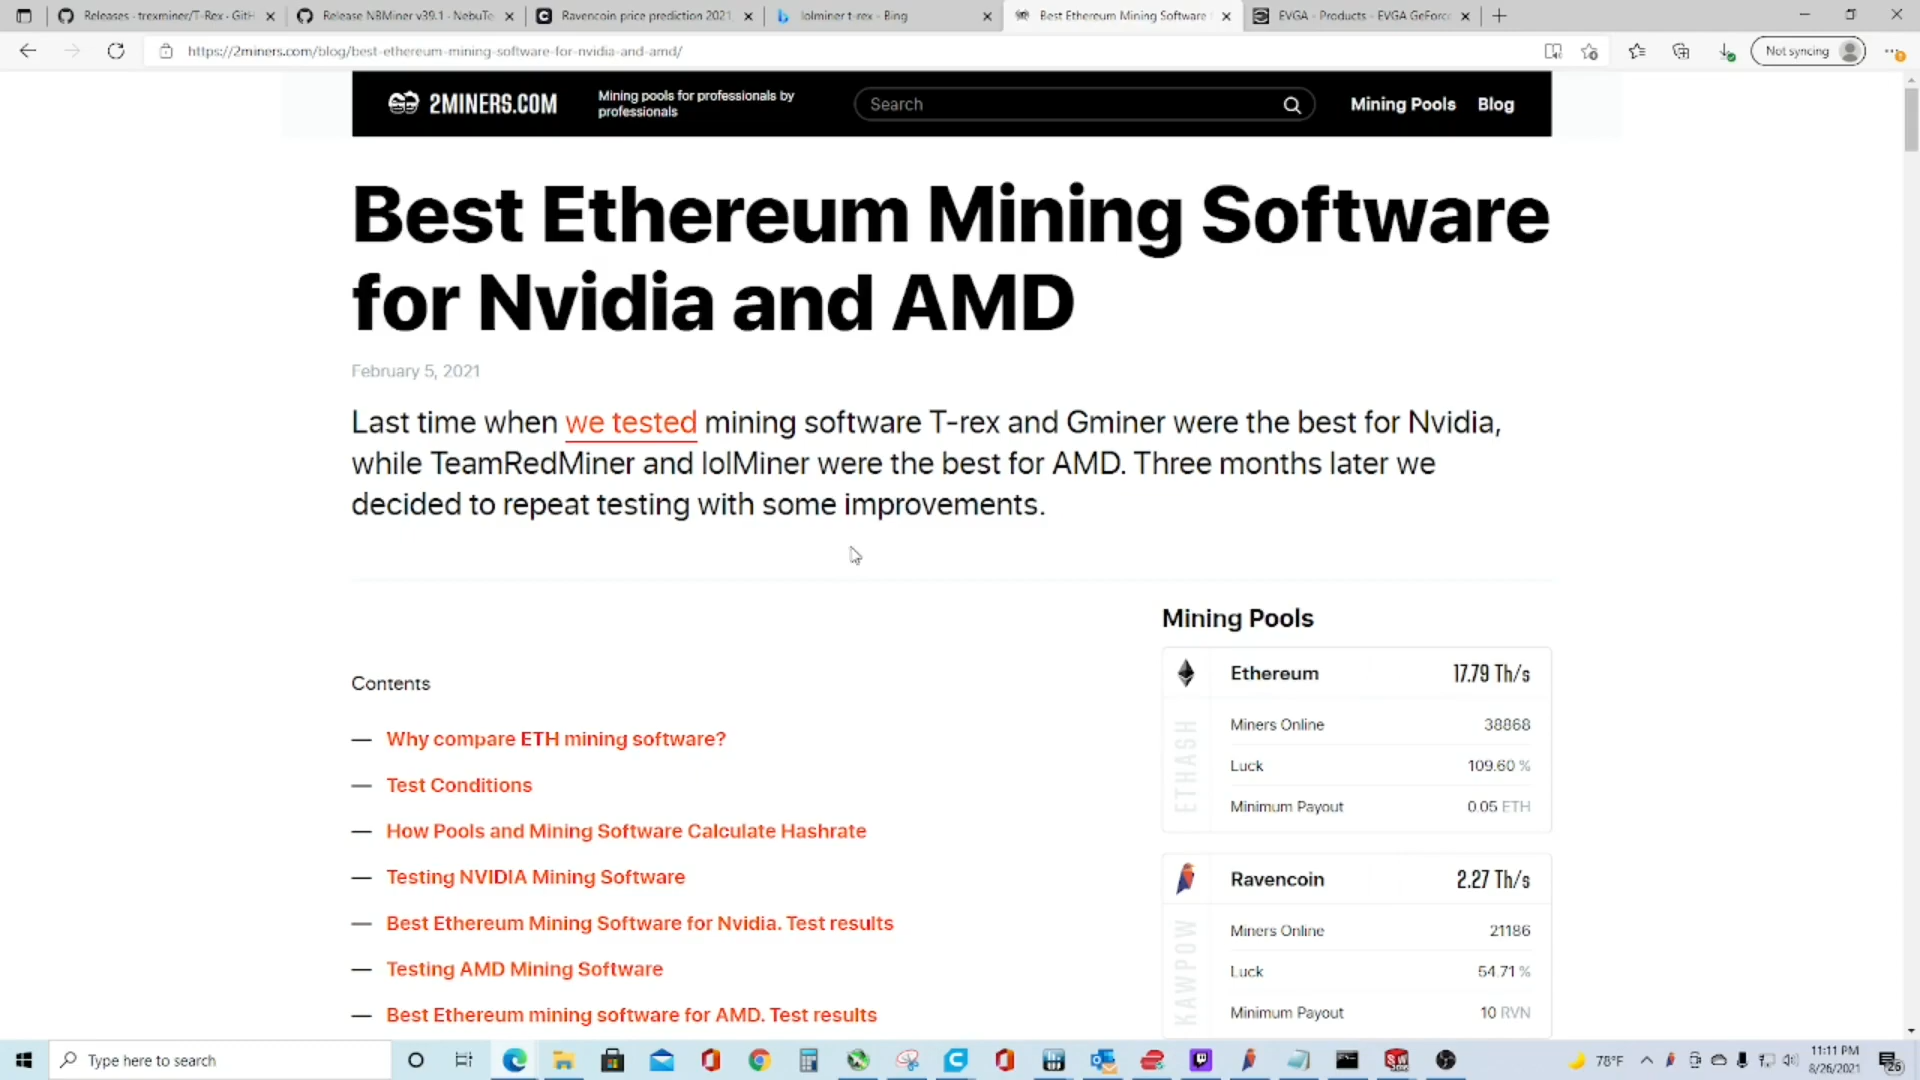 Releases · trexminer/T-Rex · GitH
Release NBMiner v39.1 · NebuTe
Ravencoin price prediction 2021,
lolminer t-rex - Bing
Best Ethereum Mining Software f
EVGA - Products - EVGA GeForce
https://2miners.com/blog/best-ethereum-mining-software-for-nvidia-and-amd/
Not syncing
2MINERS.COM
Mining pools for professionals by
professionals
Search
Mining Pools
Blog
Best Ethereum Mining Software
for Nvidia and AMD
February 5, 2021
Last time when we tested mining software T-rex and Gminer were the best for Nvidia,
while TeamRedMiner and lolMiner were the best for AMD. Three months later we
decided to repeat testing with some improvements.
Contents
— Why compare ETH mining software?
— Test Conditions
— How Pools and Mining Software Calculate Hashrate
— Testing NVIDIA Mining Software
— Best Ethereum Mining Software for Nvidia. Test results
— Testing AMD Mining Software
— Best Ethereum mining software for AMD. Test results
Mining Pools
ETHASH
Ethereum 17.79 Th/s
Miners Online 38868
Luck 109.60 %
Minimum Payout 0.05 ETH
KAWPOW
Ravencoin 2.27 Th/s
Miners Online 21186
Luck 54.71 %
Minimum Payout 10 RVN
Type here to search
78°F
11:11 PM
8/26/2021
26